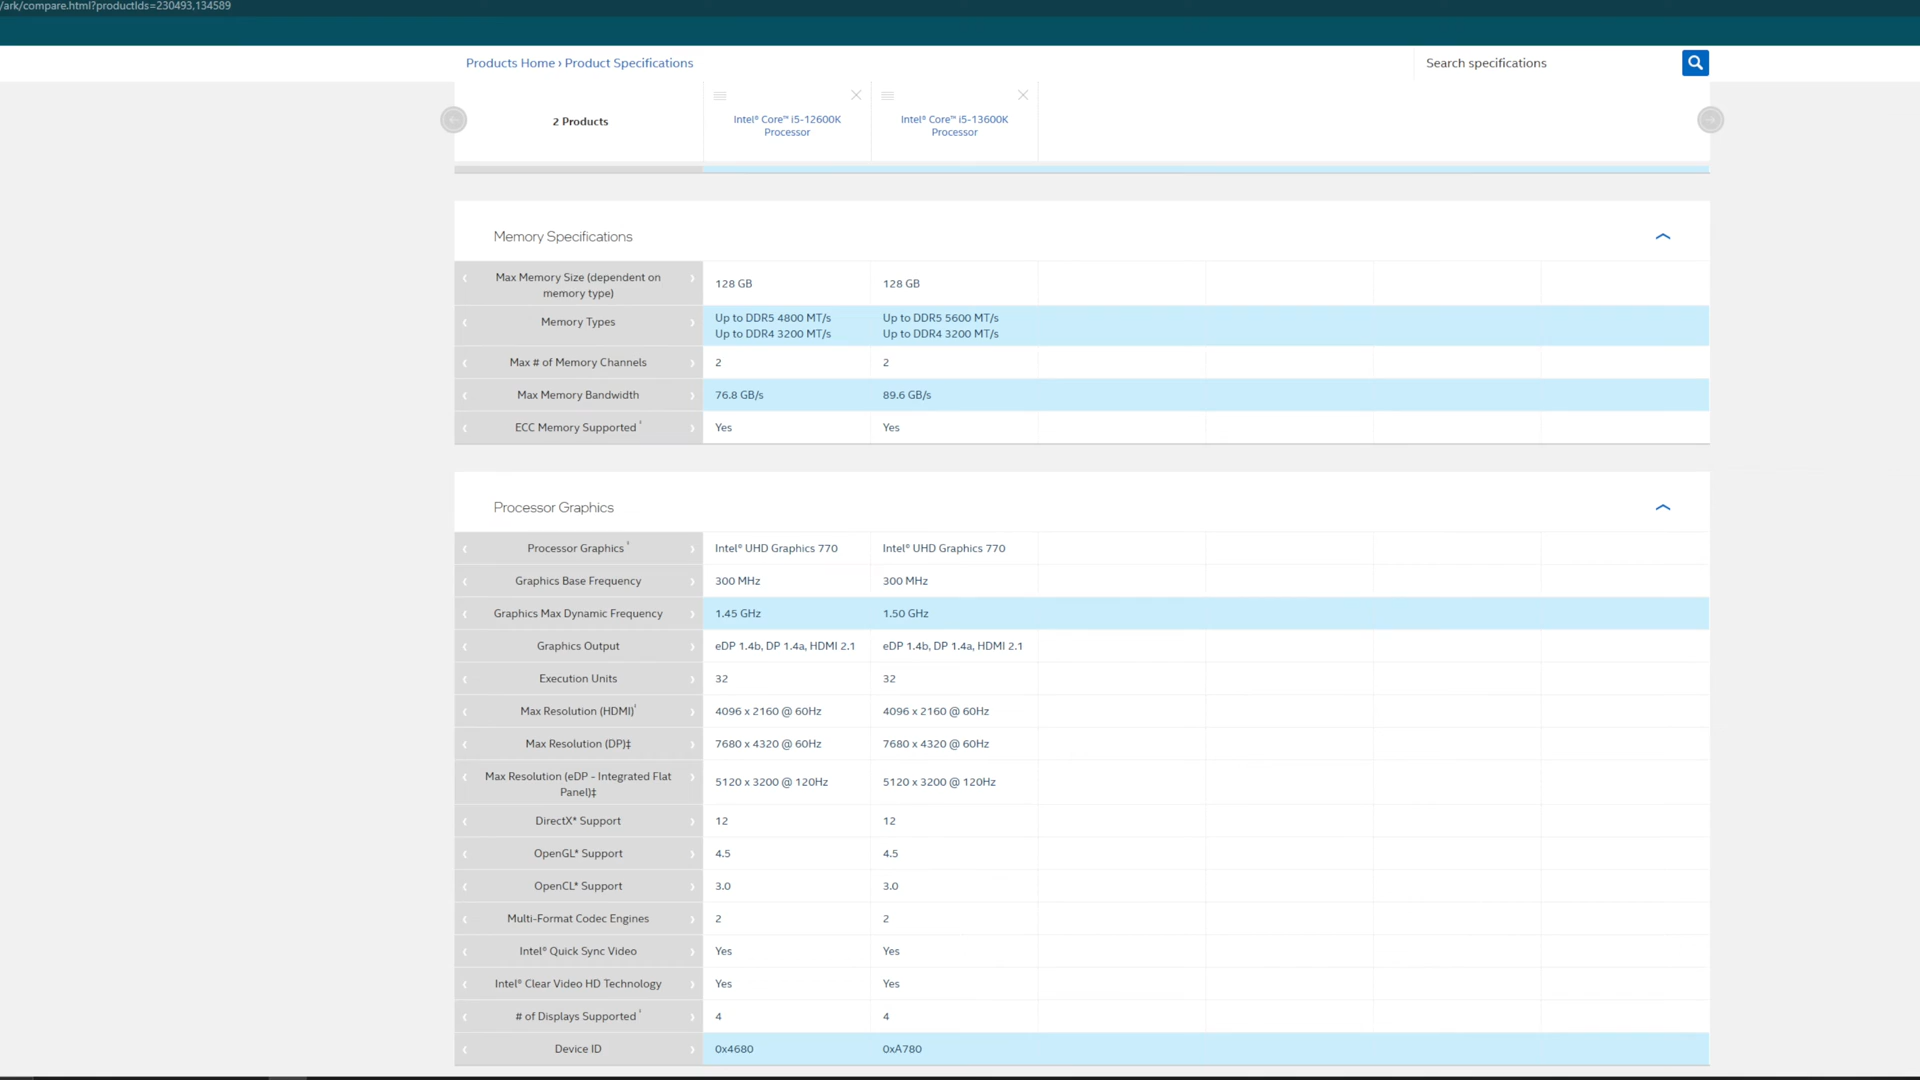 /ark/compare.html?productIds=230493,134589
Products Home › Product Specifications
Search specifications
2 Products
Intel® Core™ i5-12600K
Processor
Intel® Core™ i5-13600K
Processor
Memory Specifications
Max Memory Size (dependent on
memory type)
128 GB 128 GB
Memory Types
Up to DDR5 4800 MT/s Up to DDR5 5600 MT/s
Up to DDR4 3200 MT/s Up to DDR4 3200 MT/s
Max # of Memory Channels 2 2
Max Memory Bandwidth 76.8 GB/s 89.6 GB/s
ECC Memory Supported ‡ Yes Yes
Processor Graphics
Processor Graphics ‡ Intel® UHD Graphics 770 Intel® UHD Graphics 770
Graphics Base Frequency 300 MHz 300 MHz
Graphics Max Dynamic Frequency 1.45 GHz 1.50 GHz
Graphics Output eDP 1.4b, DP 1.4a, HDMI 2.1 eDP 1.4b, DP 1.4a, HDMI 2.1
Execution Units 32 32
Max Resolution (HDMI)‡ 4096 x 2160 @ 60Hz 4096 x 2160 @ 60Hz
Max Resolution (DP)‡ 7680 x 4320 @ 60Hz 7680 x 4320 @ 60Hz
Max Resolution (eDP - Integrated Flat
Panel)‡
5120 x 3200 @ 120Hz 5120 x 3200 @ 120Hz
DirectX* Support 12 12
OpenGL* Support 4.5 4.5
OpenCL* Support 3.0 3.0
Multi-Format Codec Engines 2 2
Intel® Quick Sync Video Yes Yes
Intel® Clear Video HD Technology Yes Yes
# of Displays Supported ‡ 4 4
Device ID 0x4680 0xA780